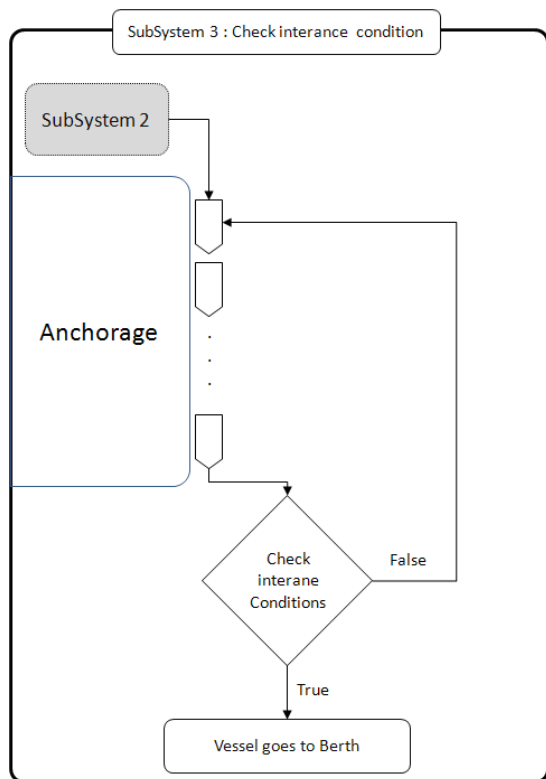 SubSystem 3 : Check interance condition
SubSystem 2
Anchorage
Check
interane
Conditions
False
True
Vessel goes to Berth